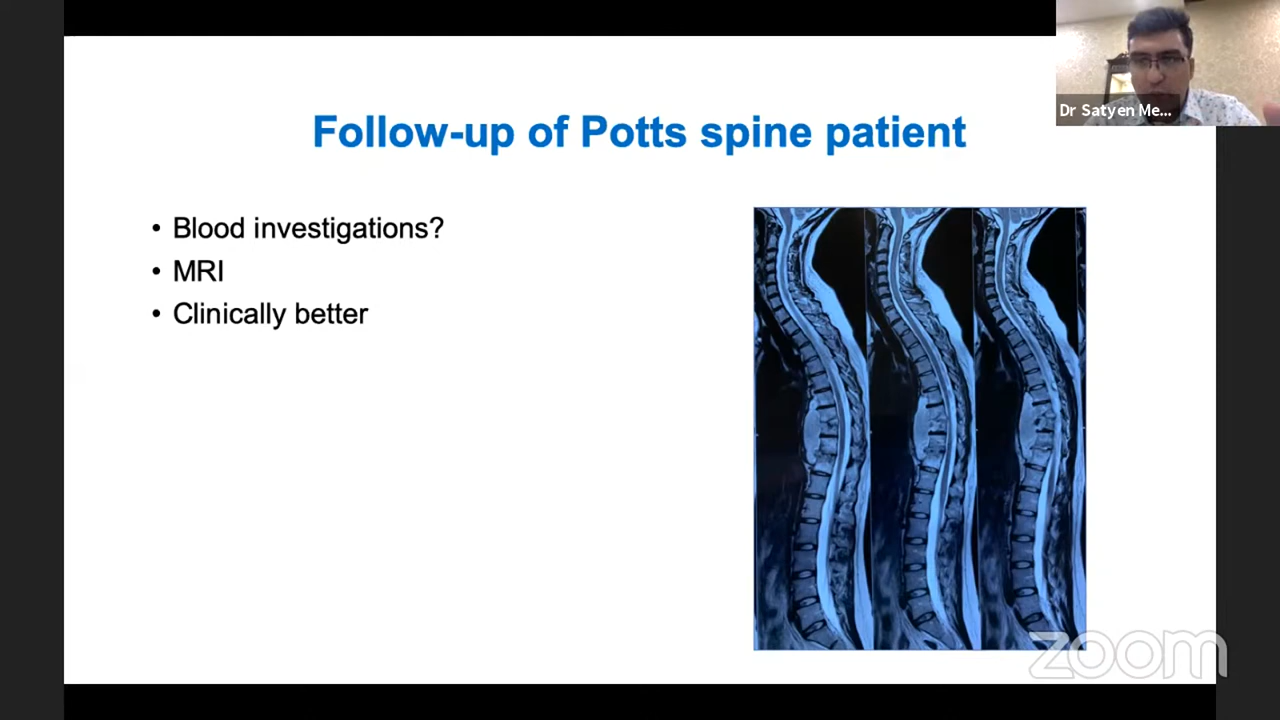 Dr Satyen Me...
Follow-up of Potts spine patient
• Blood investigations?
• MRI
• Clinically better
zoom